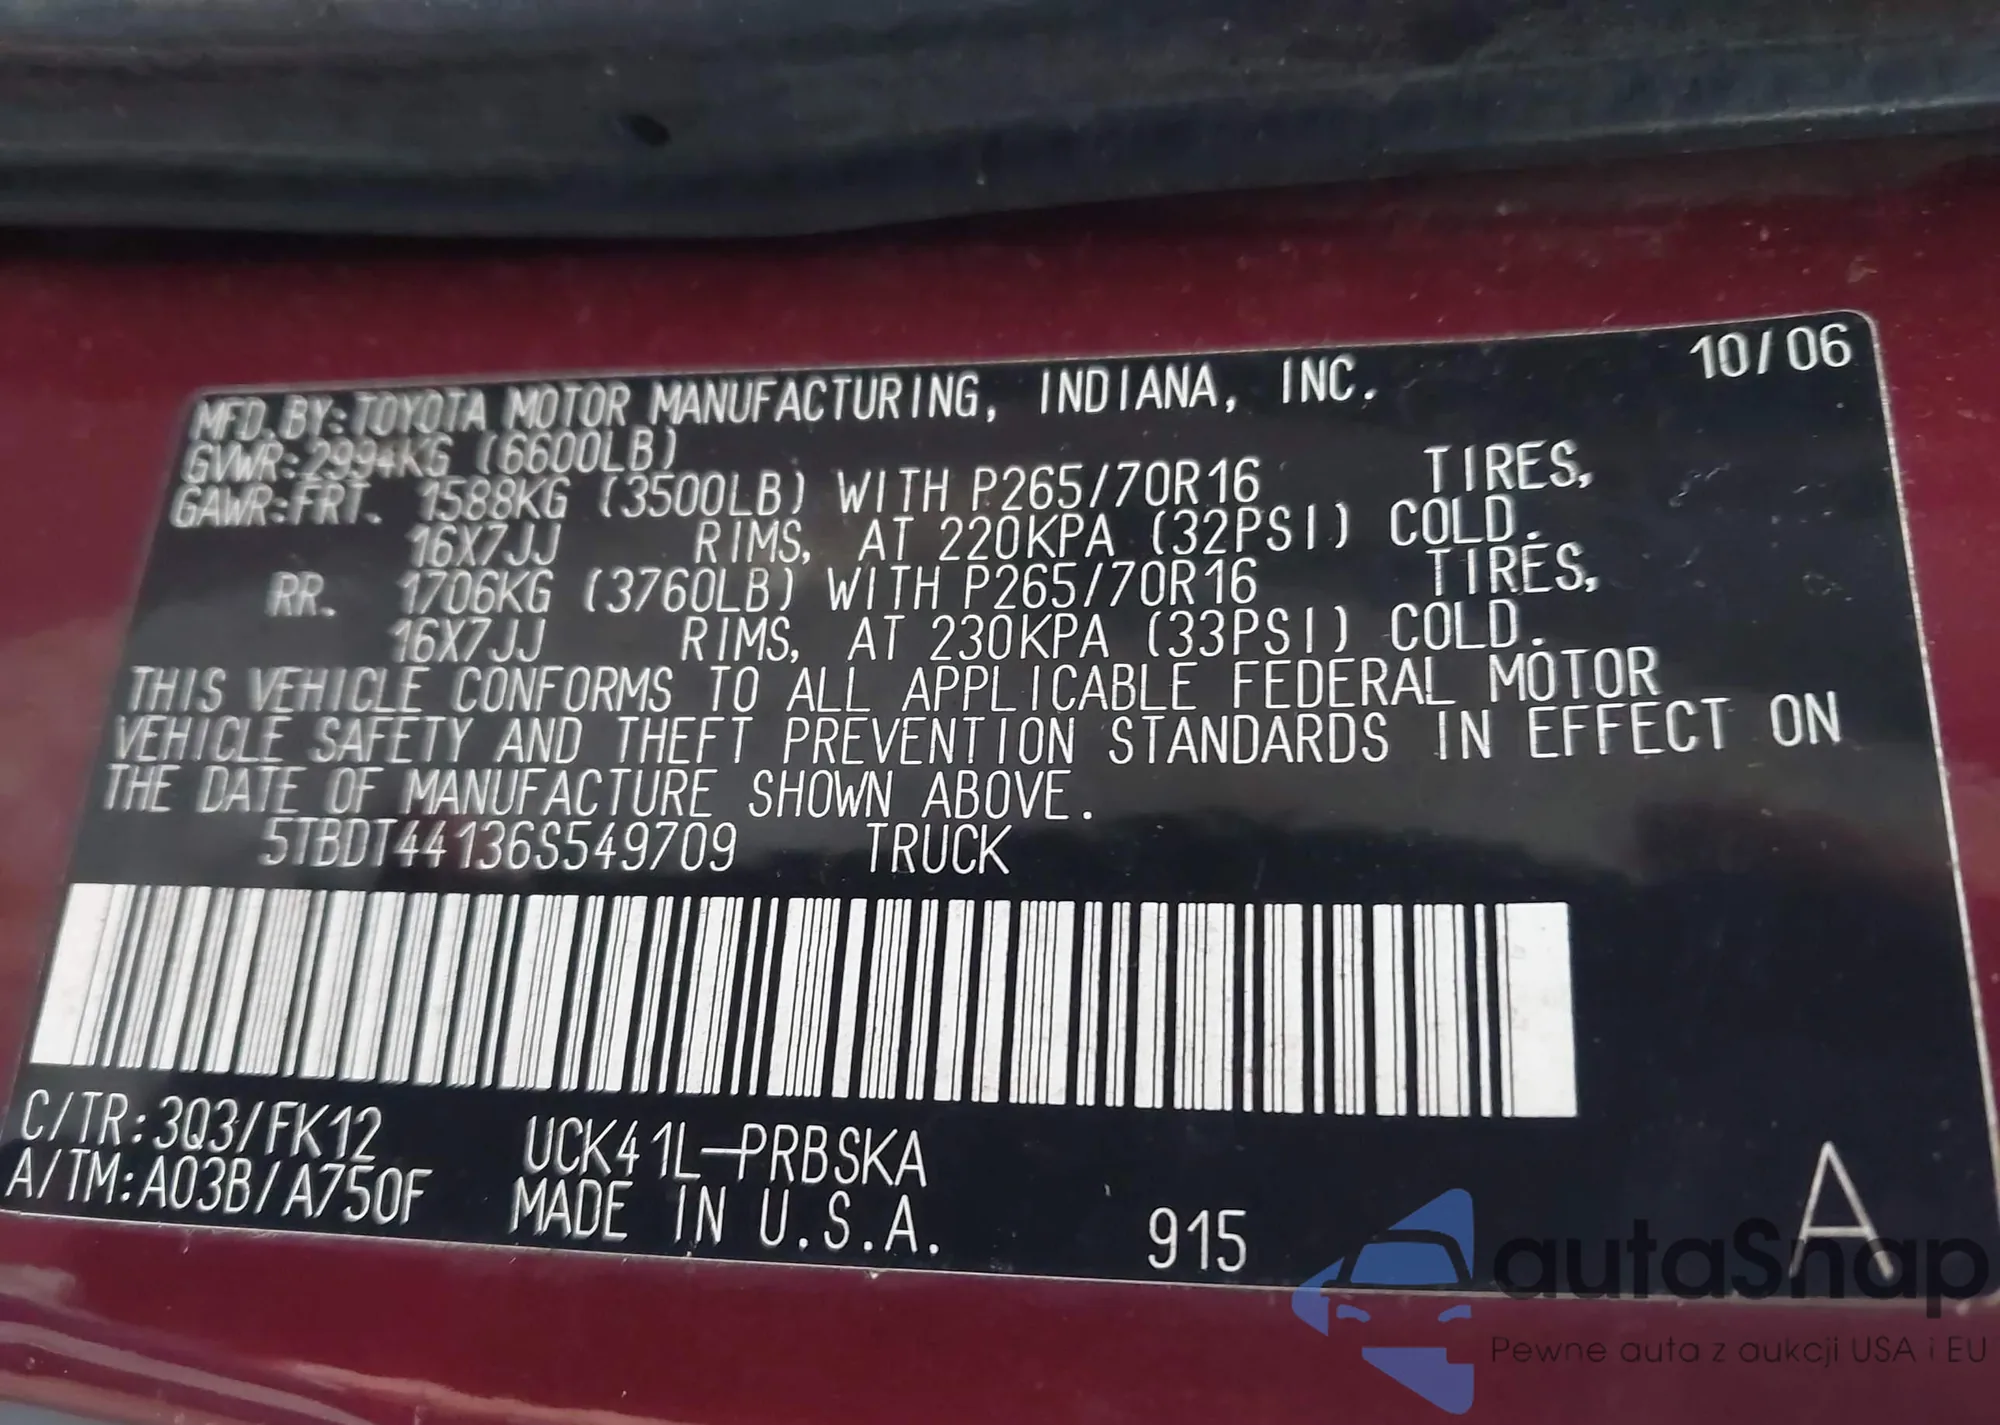 10/06
MFD. BY: TOYOTA MOTOR MANUFACTURING, INDIANA, INC.
GVWR: 2994KG (6600LB)
GAWR: FRT. 1588KG (3500LB) WITH P265/70R16 TIRES,
16X7JJ RIMS, AT 220KPA (32PSI) COLD.
RR. 1706KG (3760LB) WITH P265/70R16 TIRES,
16X7JJ RIMS, AT 230KPA (33PSI) COLD.
THIS VEHICLE CONFORMS TO ALL APPLICABLE FEDERAL MOTOR
VEHICLE SAFETY AND THEFT PREVENTION STANDARDS IN EFFECT ON
THE DATE OF MANUFACTURE SHOWN ABOVE.
5TBDT44136S549709 TRUCK
C/TR: 3Q3/FK12 UCK41L-PRBSKA
A/TM: A03B/A750F MADE IN U.S.A. 915 A
autaSnap
Pewne auta z aukcji USA i EU